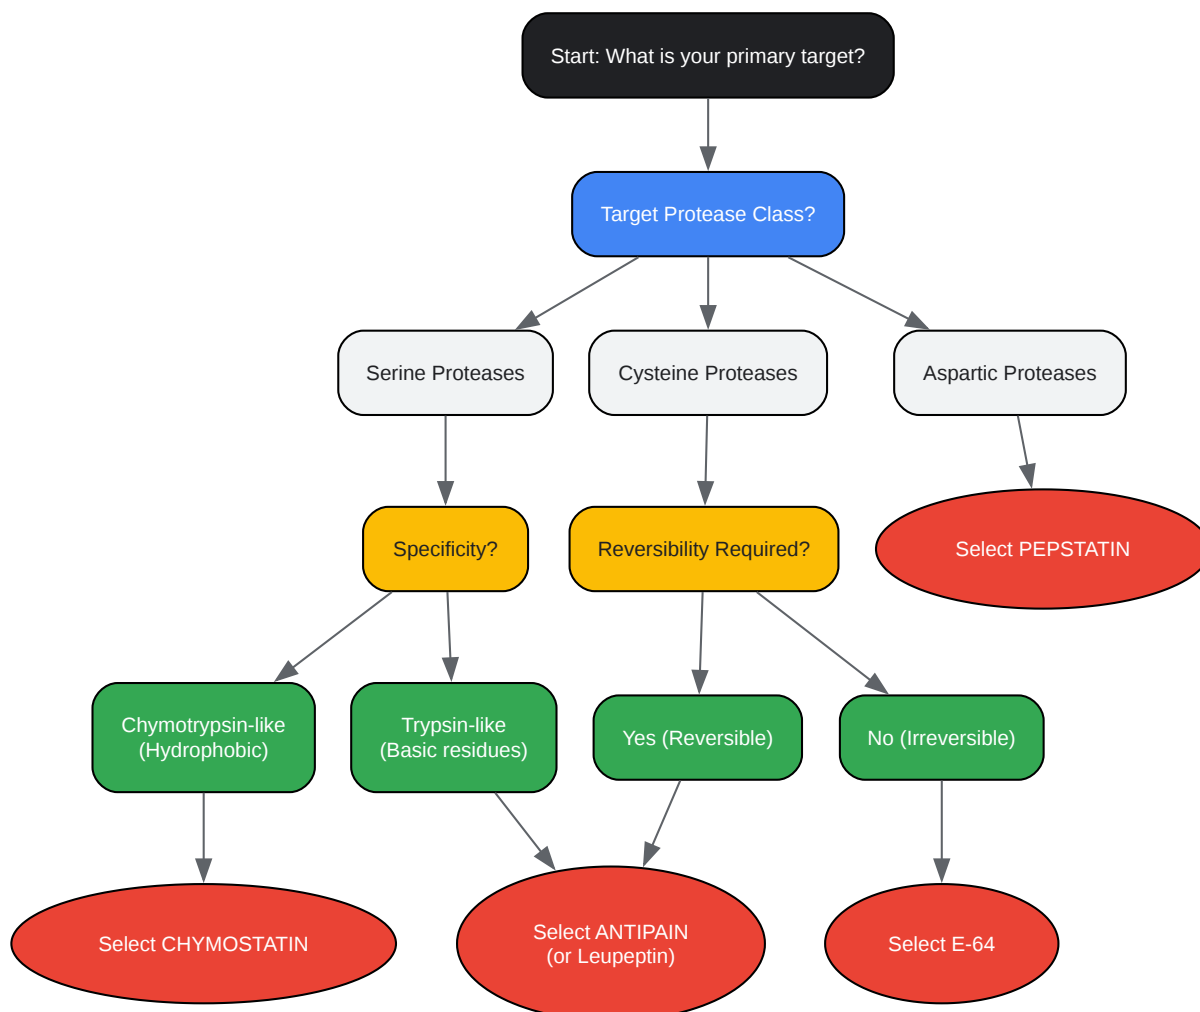 Start: What is your primary target?
Target Protease Class?
Serine Proteases
Cysteine Proteases
Aspartic Proteases
Specificity?
Reversibility Required?
Select PEPSTATIN
Chymotrypsin-like
(Hydrophobic)
Trypsin-like
(Basic residues)
Yes (Reversible)
No (Irreversible)
Select CHYMOSTATIN
Select ANTIPAIN
(or Leupeptin)
Select E-64